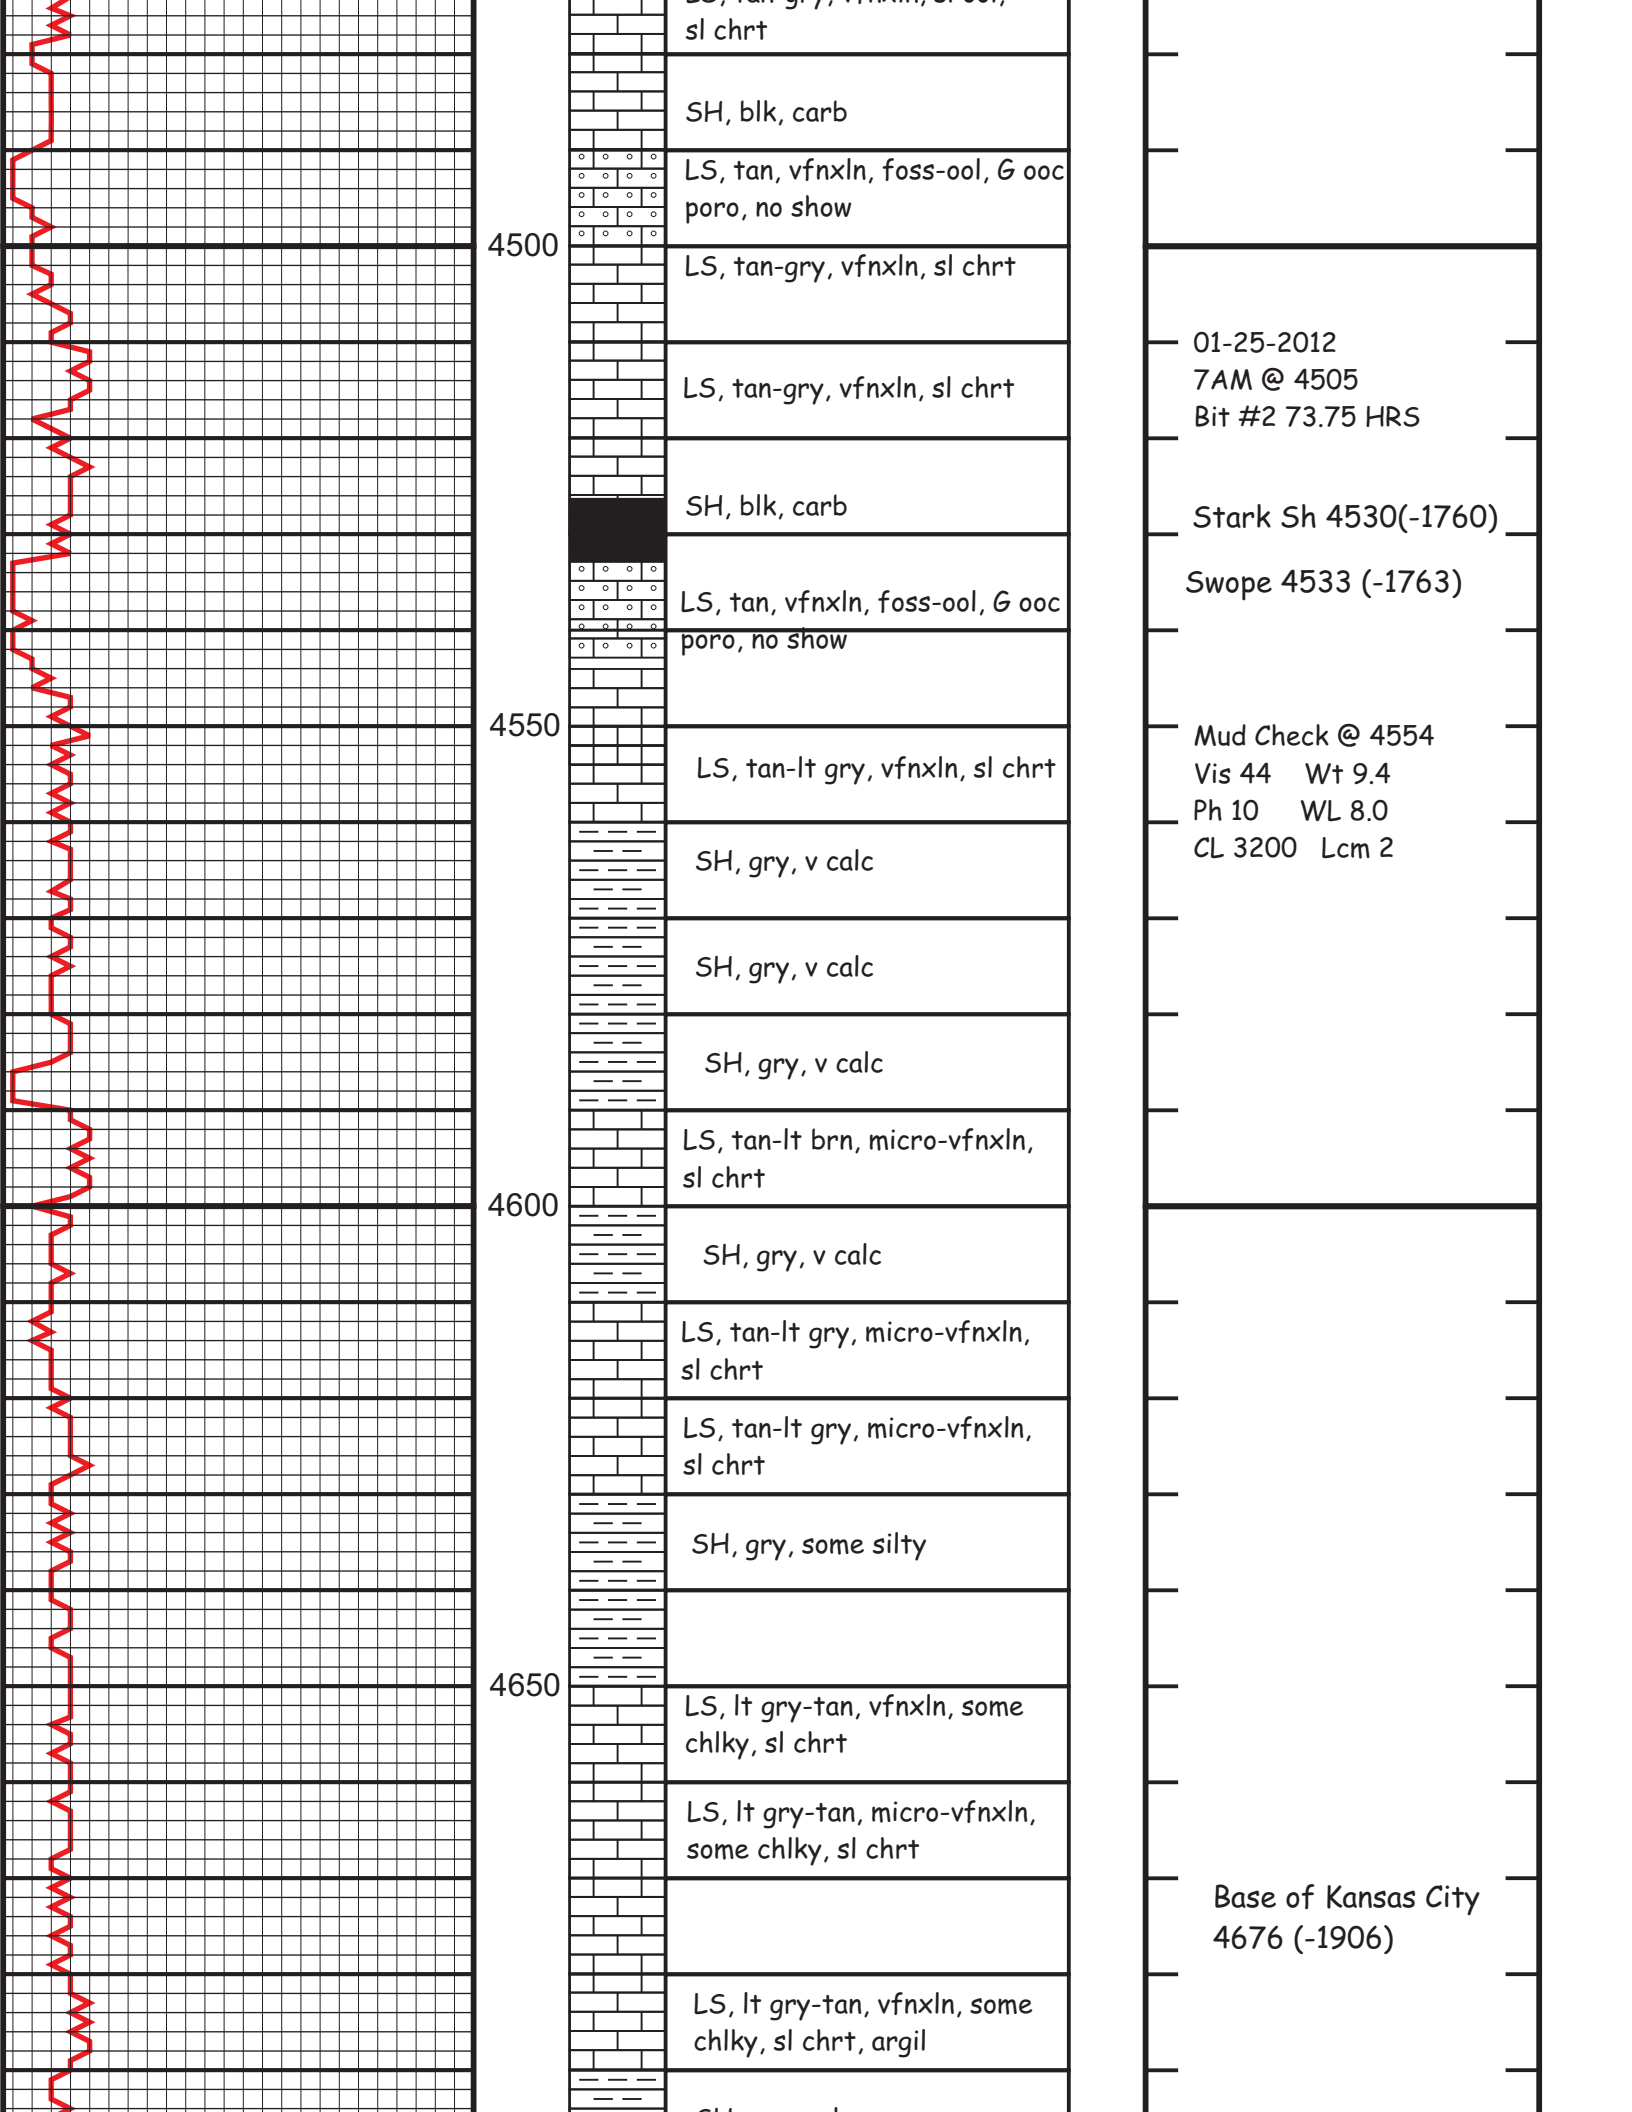 sl chrt
SH, blk, carb
LS, tan, vfnxln, foss-ool, G ooc
poro, no show
4500
LS, tan-gry, vfnxln, sl chrt
01-25-2012
7AM @ 4505
Bit #2 73.75 HRS
LS, tan-gry, vfnxln, sl chrt
SH, blk, carb
Stark Sh 4530(-1760)
Swope 4533 (-1763)
LS, tan, vfnxln, foss-ool, G ooc
poro, no show
4550
Mud Check @ 4554
Vis 44 Wt 9.4
Ph 10 WL 8.0
CL 3200 Lcm 2
LS, tan-lt gry, vfnxln, sl chrt
SH, gry, v calc
SH, gry, v calc
SH, gry, v calc
LS, tan-lt brn, micro-vfnxln,
sl chrt
4600
SH, gry, v calc
LS, tan-lt gry, micro-vfnxln,
sl chrt
LS, tan-lt gry, micro-vfnxln,
sl chrt
SH, gry, some silty
4650
LS, lt gry-tan, vfnxln, some
chlky, sl chrt
LS, lt gry-tan, micro-vfnxln,
some chlky, sl chrt
Base of Kansas City
4676 (-1906)
LS, lt gry-tan, vfnxln, some
chlky, sl chrt, argil